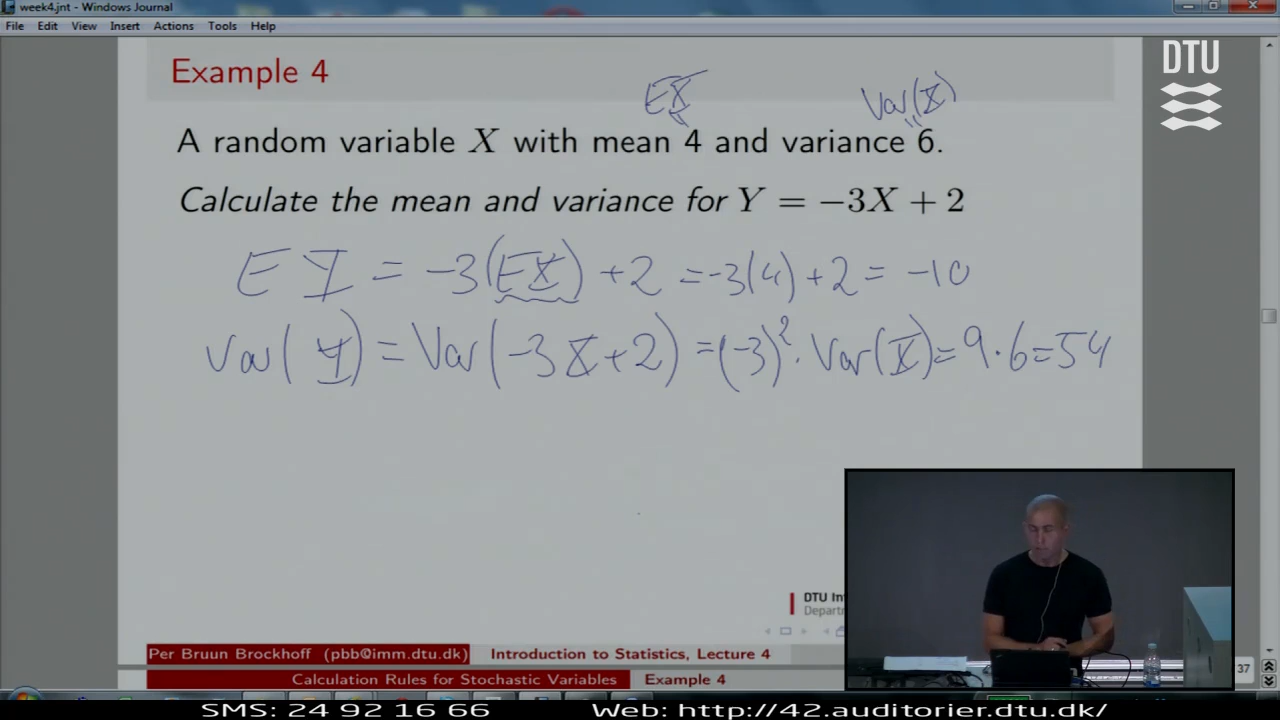 week4.jnt - Windows Journal
File Edit View Insert Actions Tools Help
DTU
Example 4
EX Var(X)
A random variable X with mean 4 and variance 6.
Calculate the mean and variance for Y = −3X + 2
EY = -3(EX) + 2 = -3(4) + 2 = -10
Var(Y) = Var(-3X+2) = (-3)². Var(X) = 9·6 = 54
DTU In
Departm
Per Bruun Brockhoff (pbb@imm.dtu.dk) Introduction to Statistics, Lecture 4
Calculation Rules for Stochastic Variables Example 4
37
SMS: 24 92 16 66 Web: http://42.auditorier.dtu.dk/